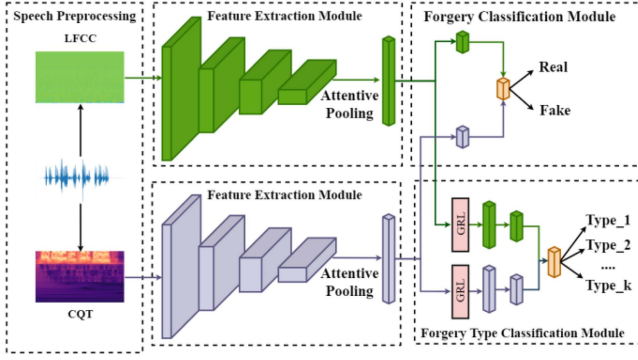 Speech Preprocessing
LFCC
CQT
Feature Extraction Module
Attentive
Pooling
Feature Extraction Module
Attentive
Pooling
Forgery Classification Module
Real
Fake
GRL
GRL
Type_1
Type_2
....
Type_k
Forgery Type Classification Module